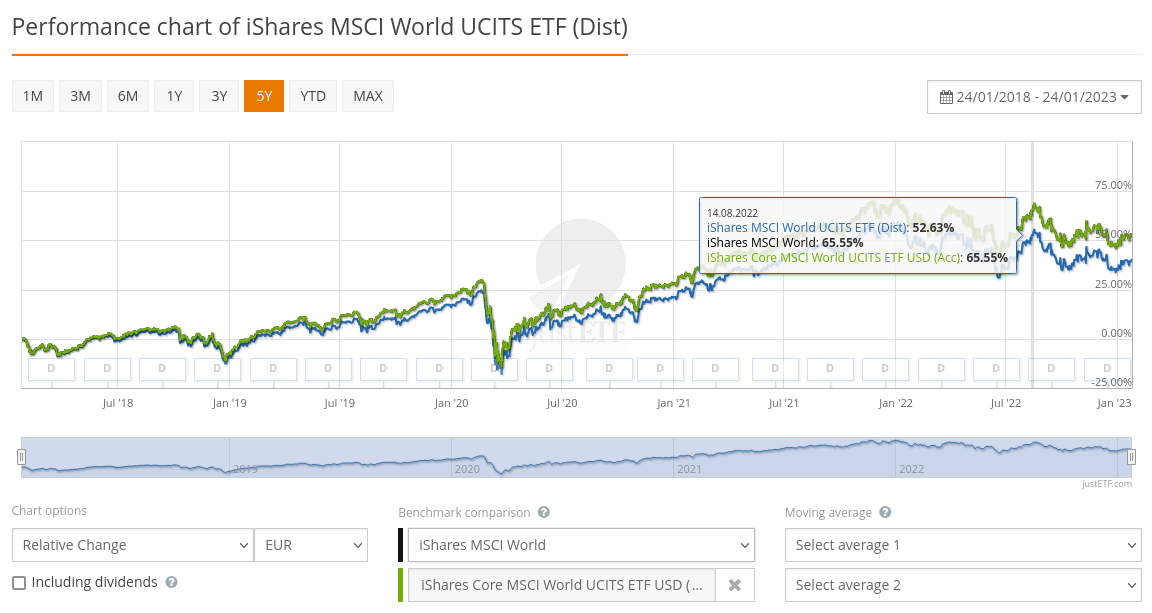 Performance chart of iShares MSCI World UCITS ETF (Dist)
1M 3M 6M 1Y 3Y 5Y YTD MAX 24/01/2018 - 24/01/2023
75.00%
14.08.2022
iShares MSCI World UCITS ETF (Dist): 52.63%
iShares MSCI World: 65.55%
50.00%
iShares Core MSCI World UCITS ETF USD (Acc): 65.55%
25.00%
justETF
0.00%
D D D D D D D D D D D D D D D D D D D D
-25.00%
Jul '18 Jan '19 Jul '19 Jan '20 Jul '20 Jan '21 Jul '21 Jan '22 Jul '22 Jan '23
2019 2020 2021 2022
justETF.com
Chart options Benchmark comparison ? Moving average ?
Relative Change EUR iShares MSCI World Select average 1
Including dividends ? iShares Core MSCI World UCITS ETF USD (... Select average 2